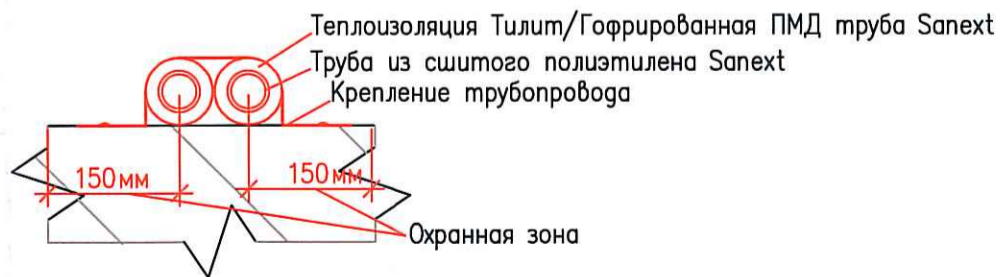 Теплоизоляция Тилит/Гофрированная ПМД труба Sanext
Труба из сшитого полиэтилена Sanext
Крепление трубопровода
150мм
150мм
Охранная зона